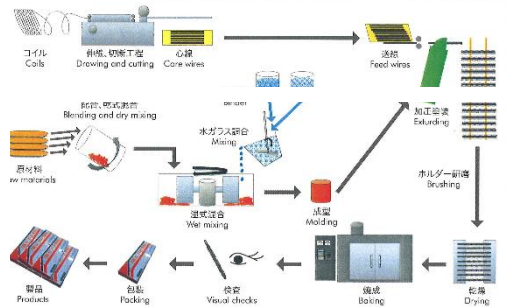 コイル
Coils
伸線、切断工程
Drawing and cutting
心線
Core wires
送線
Feed wires
配合、乾式混合
Blending and dry mixing
水ガラス調合
Mixing
加圧塗装
Exturding
原材料
aw materials
湿式混合
Wet mixing
成型
Molding
ホルダー研磨
Brushing
製品
Products
包装
Packing
検査
Visual checks
焼成
Baking
乾燥
Drying